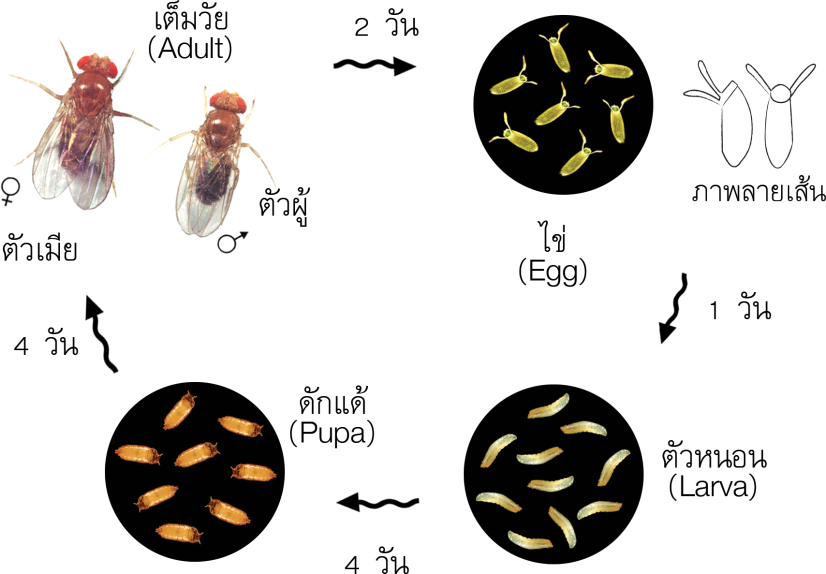 เต็มวัย
(Adult)
2 วัน
♀
ตัวเมีย
ตัวผู้
♂
ไข่
(Egg)
ภาพลายเส้น
1 วัน
ตัวหนอน
(Larva)
4 วัน
ดักแด้
(Pupa)
4 วัน